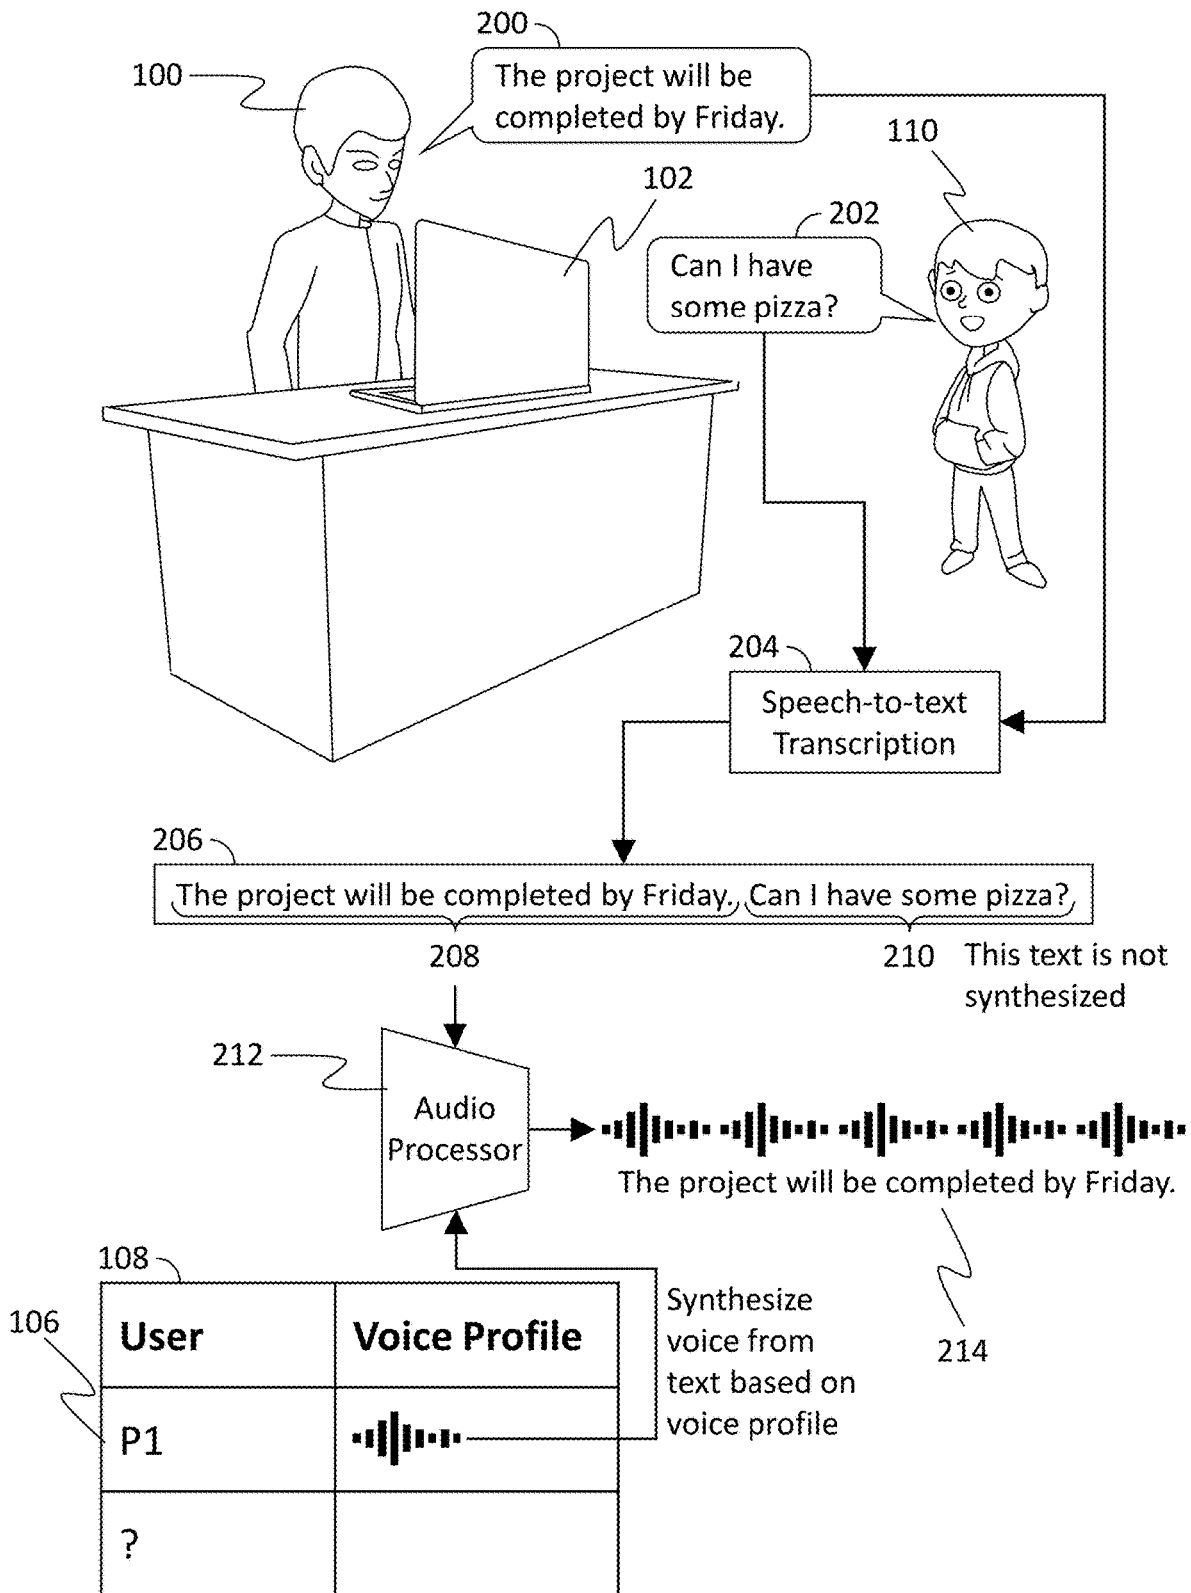 200
The project will be
completed by Friday.
100
110
102
202
Can I have
some pizza?
204
Speech-to-text
Transcription
206
The project will be completed by Friday. Can I have some pizza?
208
210
This text is not
synthesized
212
Audio
Processor
The project will be completed by Friday.
214
108
106
User
Voice Profile
P1
?
Synthesize
voice from
text based on
voice profile